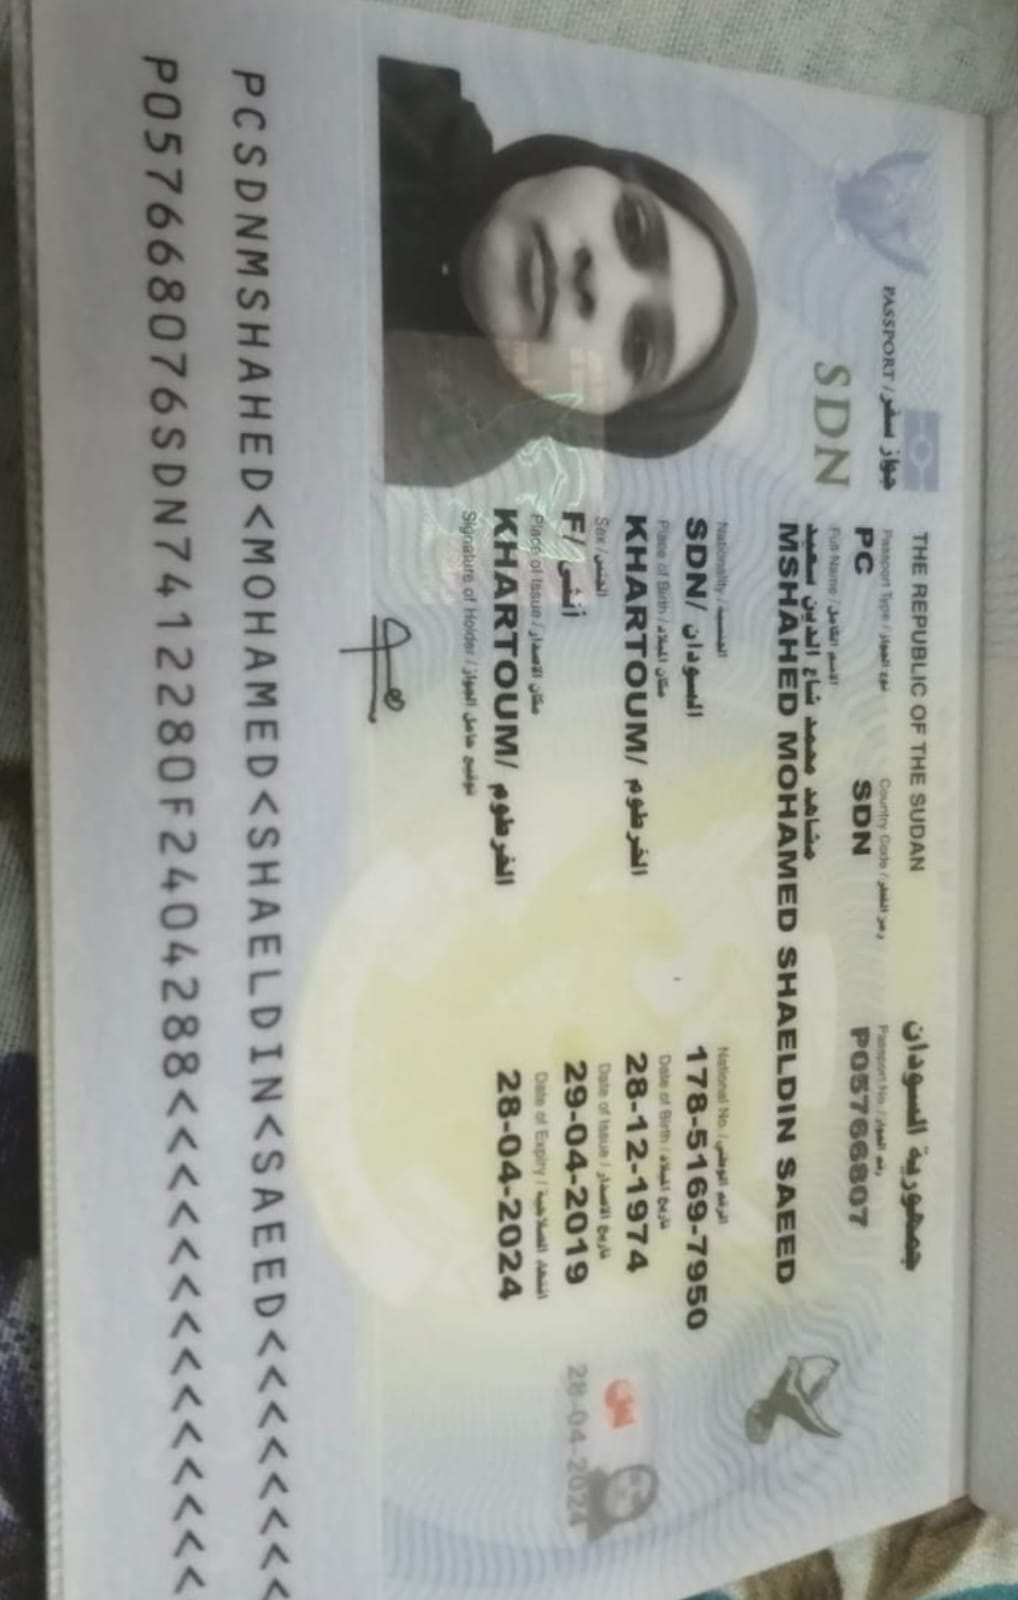 THE REPUBLIC OF THE SUDAN جمهورية السودان
PASSPORT / جواز سفر
SDN
Passport Type / نوع الجواز
PC
Country Code / رمز القطر
SDN
Passport No. / رقم الجواز
P05766807
Full Name / الاسم الكامل
مشاهد محمد شاع الدين سعيد
MSHAHED MOHAMED SHAELDIN SAEED
Nationality / الجنسية
SDN/ السودان
National No. / الرقم الوطني
178-5169-7950
Place of Birth / مكان الميلاد
KHARTOUM/ الخرطوم
Date of Birth / تاريخ الميلاد
28-12-1974
Sex / الجنس
F/ أنثى
Date of Issue / تاريخ الاصدار
29-04-2019
Place of Issue / مكان الاصدار
KHARTOUM/ الخرطوم
Date of Expiry / انتهاء الصلاحية
28-04-2024
Signature of Holder / توقيع حامل الجواز
س
28-04-2024
PCSDNMSHAHED<MOHAMED<SHAELDIN<SAEED<<<<<<<<<
P057668076SDN7412280F2404288<<<<<<<<<<<<<<